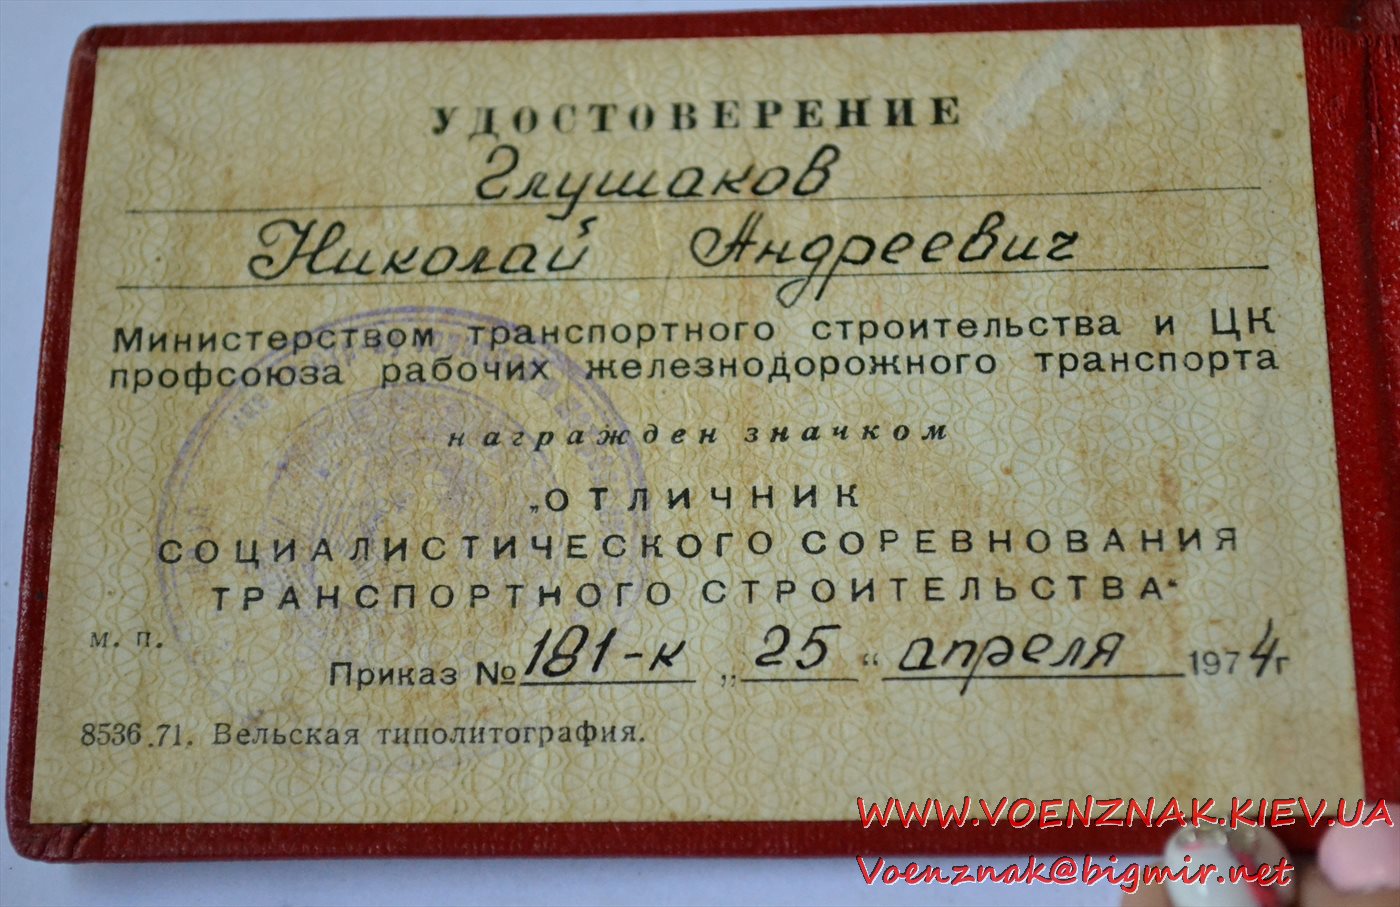 УДОСТОВЕРЕНИЕ
Глушаков
Николай Андреевич
Министерством транспортного строительства и ЦК
профсоюза рабочих железнодорожного транспорта
награжден значком
„ОТЛИЧНИК
СОЦИАЛИСТИЧЕСКОГО СОРЕВНОВАНИЯ
ТРАНСПОРТНОГО СТРОИТЕЛЬСТВА“
м. п.
Приказ № 181-к „25“ апреля 1974г
8536.71. Вельская типолитография.
WWW.VOENZNAK.KIEV.UA
Voenznak@bigmir.net